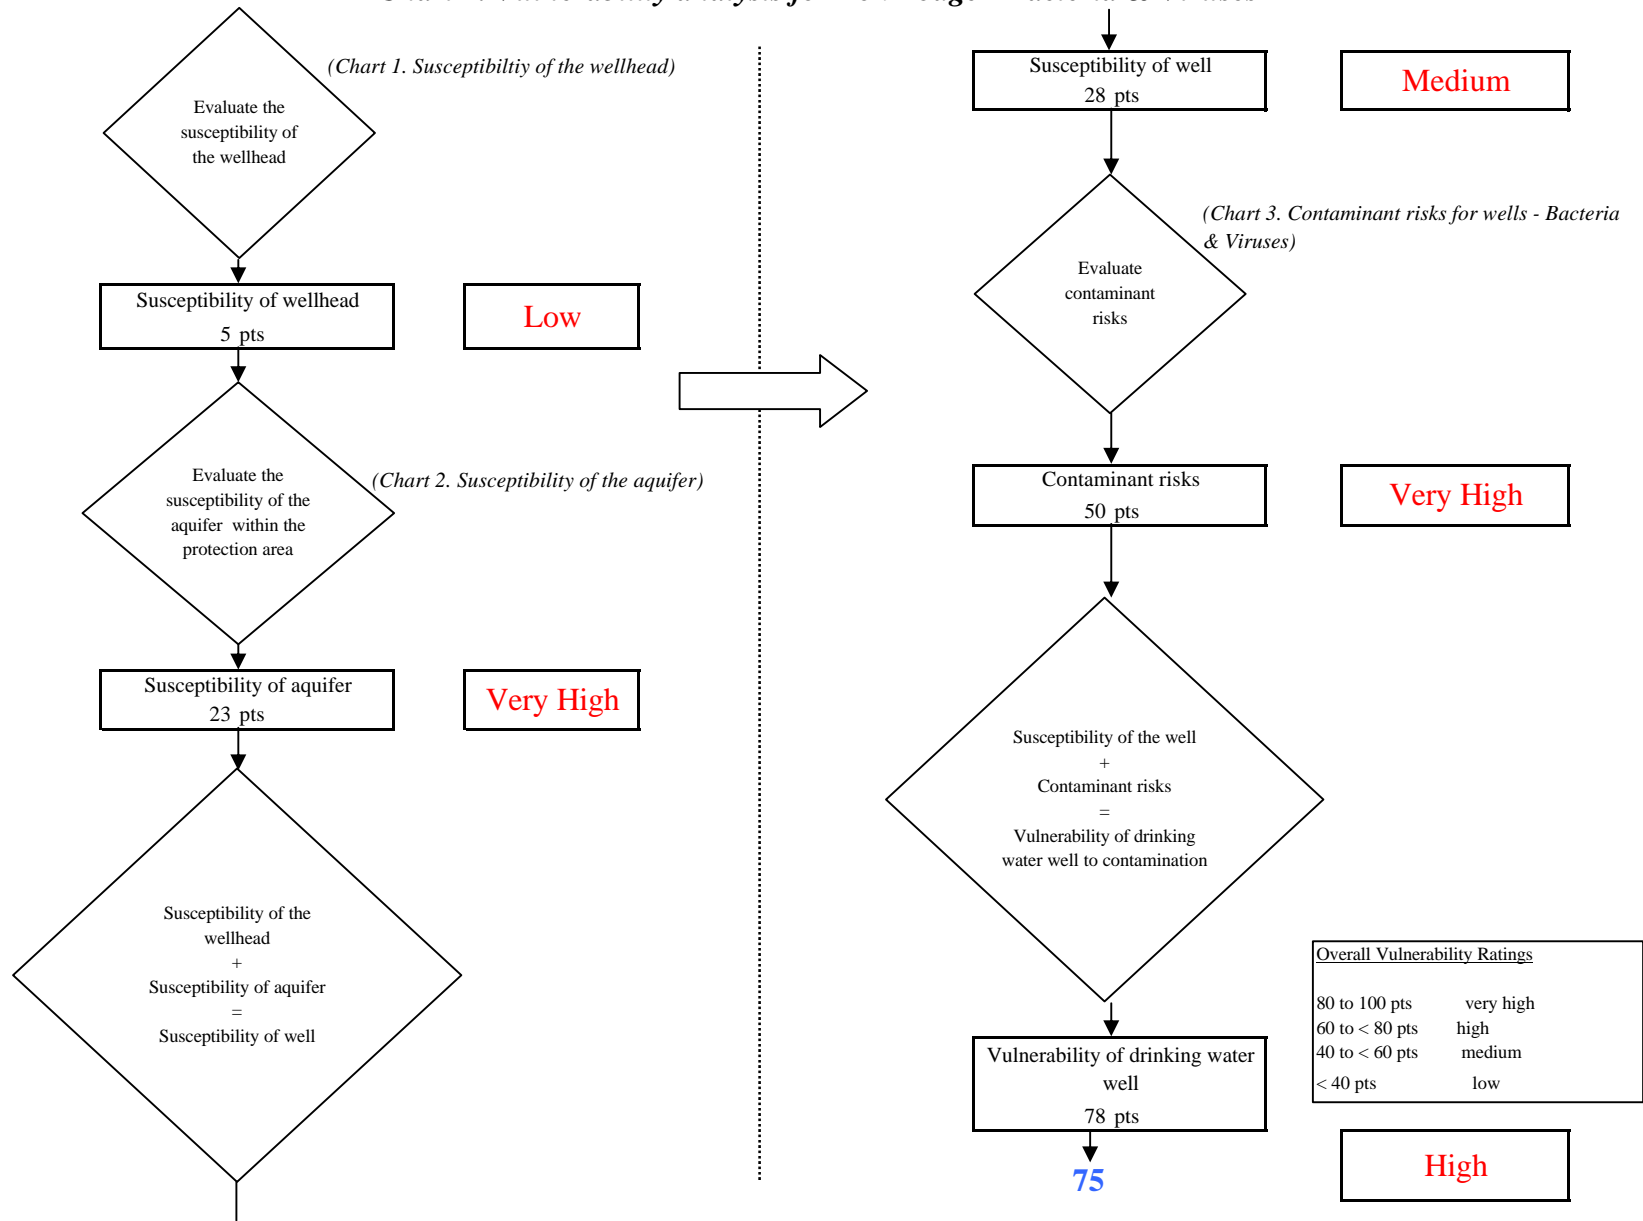 (Chart 1. Susceptibiltiy of the wellhead)
Evaluate the
susceptibility of
the wellhead
Susceptibility of wellhead
5 pts
Low
Evaluate the
susceptibility of the
aquifer within the
protection area
(Chart 2. Susceptibility of the aquifer)
Susceptibility of aquifer
23 pts
Very High
Susceptibility of the
wellhead
+
Susceptibility of aquifer
=
Susceptibility of well
Susceptibility of well
28 pts
Medium
(Chart 3. Contaminant risks for wells - Bacteria
& Viruses)
Evaluate
contaminant
risks
Contaminant risks
50 pts
Very High
Susceptibility of the well
+
Contaminant risks
=
Vulnerability of drinking
water well to contamination
Overall Vulnerability Ratings
80 to 100 pts very high
60 to < 80 pts high
40 to < 60 pts medium
< 40 pts low
Vulnerability of drinking water
well
78 pts
75
High